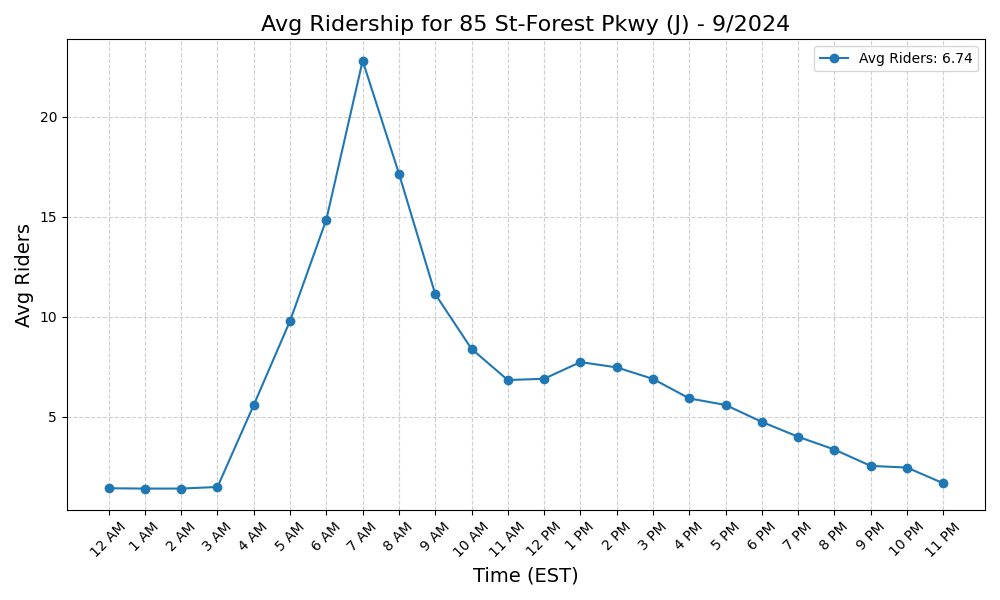 Avg Ridership for 85 St-Forest Pkwy (J) - 9/2024
Avg Riders: 6.74
Avg Riders
20
15
10
5
12 AM
1 AM
2 AM
3 AM
4 AM
5 AM
6 AM
7 AM
8 AM
9 AM
10 AM
11 AM
12 PM
1 PM
2 PM
3 PM
4 PM
5 PM
6 PM
7 PM
8 PM
9 PM
10 PM
11 PM
Time (EST)